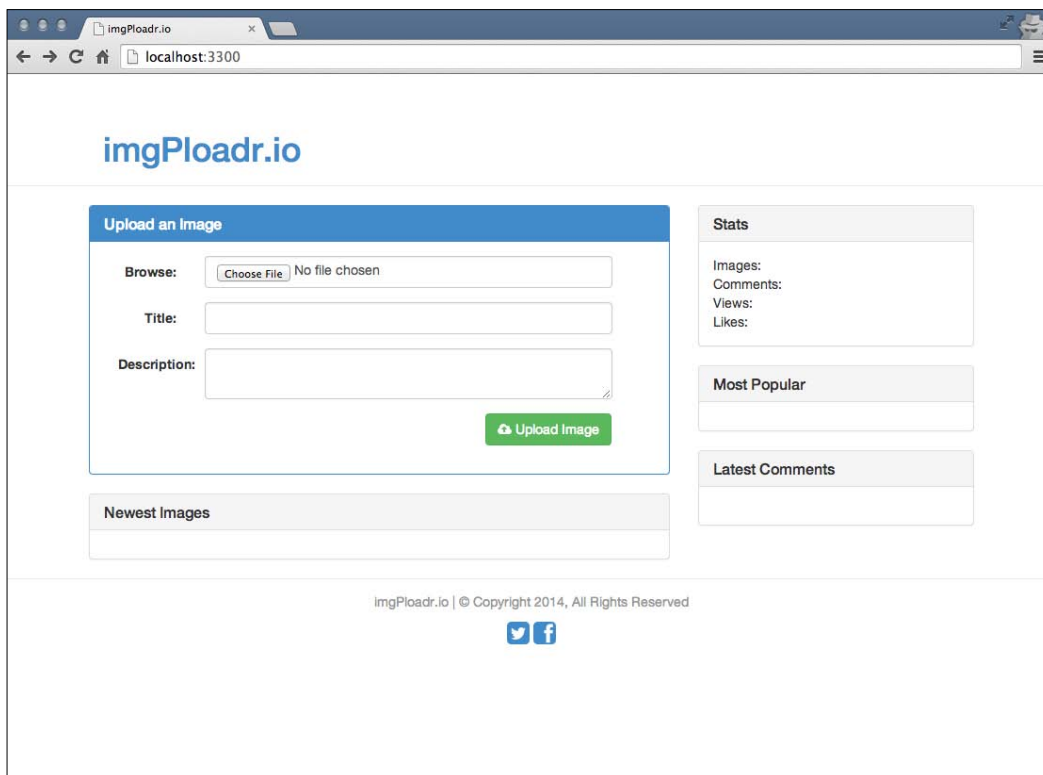 imgPloadr.io
localhost:3300
imgPloadr.io
Upload an Image
Browse:
Choose File No file chosen
Title:
Description:
Upload Image
Newest Images
Stats
Images:
Comments:
Views:
Likes:
Most Popular
Latest Comments
imgPloadr.io | © Copyright 2014, All Rights Reserved